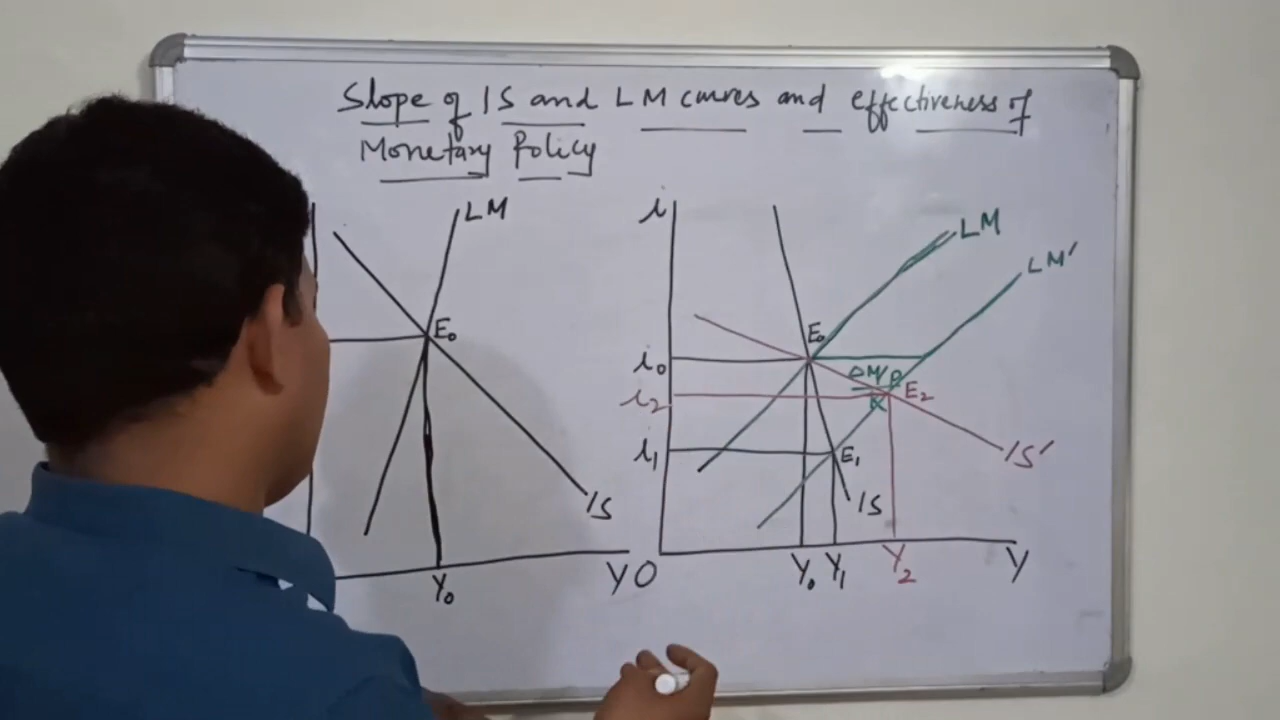 Slope of IS and LM curves and effectiveness of
Monetary Policy
LM
E₀
IS
Y₀
Y
i
LM
LM′
E₀
i₀
ΔM/P
K
E₂
i₂
i₁
E₁
IS′
IS
O
Y₀
Y₁
Y₂
Y